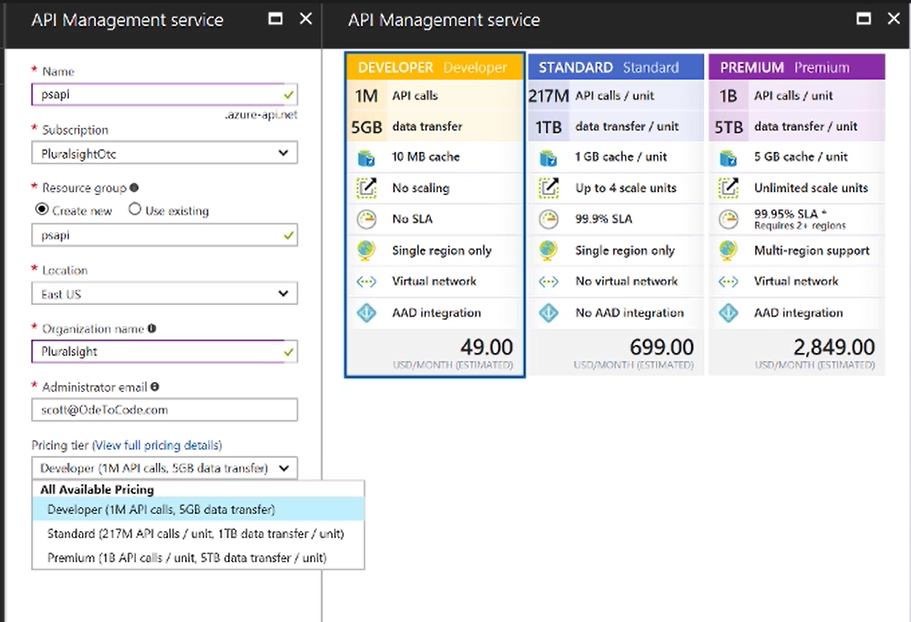 API Management service
* Name
psapi
.azure-api.net
* Subscription
PluralsightOtc
* Resource group
Create new Use existing
psapi
* Location
East US
* Organization name
Pluralsight
* Administrator email
scott@OdeToCode.com
Pricing tier (View full pricing details)
Developer (1M API calls, 5GB data transfer)
All Available Pricing
Developer (1M API calls, 5GB data transfer)
Standard (217M API calls / unit, 1TB data transfer / unit)
Premium (1B API calls / unit, 5TB data transfer / unit)
API Management service
DEVELOPER Developer
1M API calls
5GB data transfer
10 MB cache
No scaling
No SLA
Single region only
Virtual network
AAD integration
49.00
USD/MONTH (ESTIMATED)
STANDARD Standard
217M API calls / unit
1TB data transfer / unit
1 GB cache / unit
Up to 4 scale units
99.9% SLA
Single region only
No virtual network
No AAD integration
699.00
USD/MONTH (ESTIMATED)
PREMIUM Premium
1B API calls / unit
5TB data transfer / unit
5 GB cache / unit
Unlimited scale units
99.95% SLA *
Requires 2+ regions
Multi-region support
Virtual network
AAD integration
2,849.00
USD/MONTH (ESTIMATED)